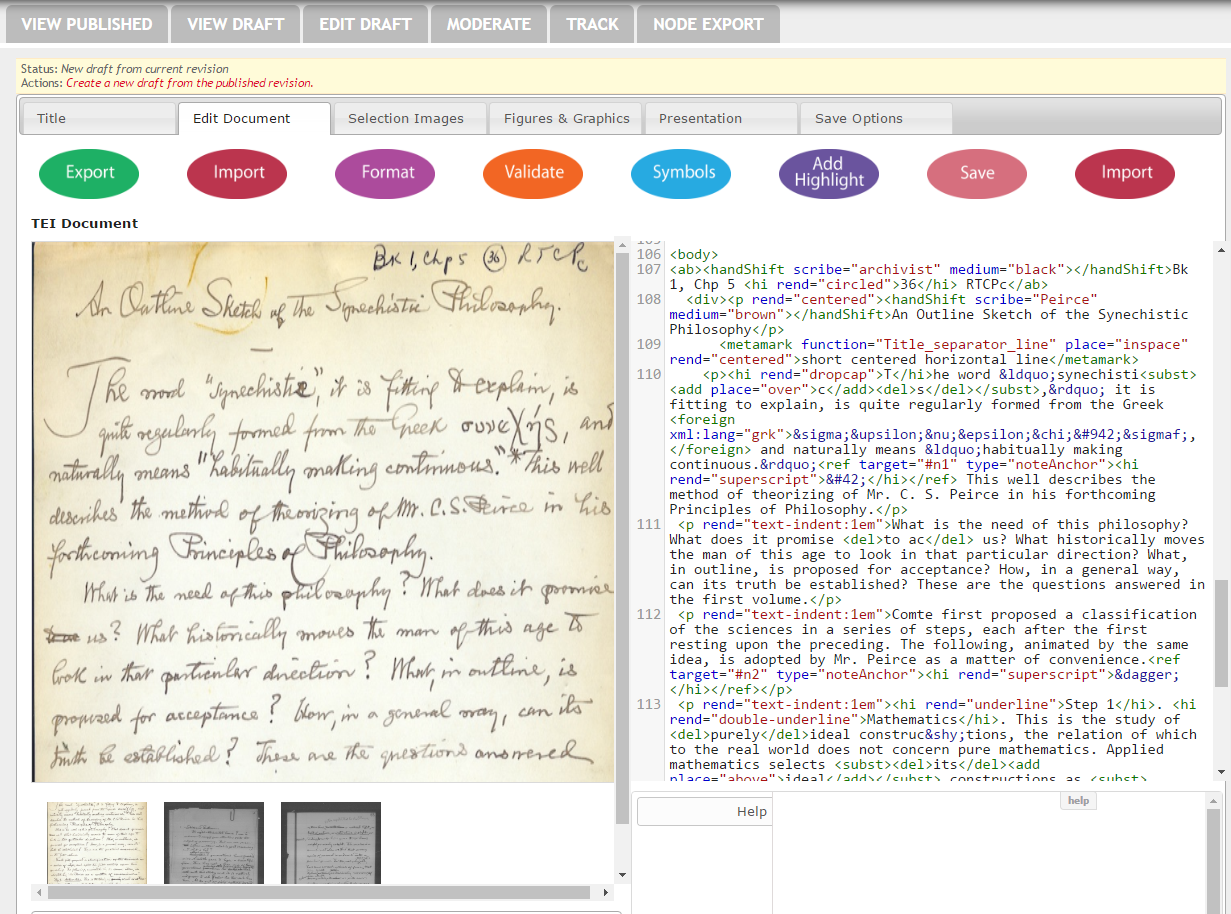 VIEW PUBLISHED
VIEW DRAFT
EDIT DRAFT
MODERATE
TRACK
NODE EXPORT
Status: New draft from current revision
Actions: Create a new draft from the published revision.
Title
Edit Document
Selection Images
Figures & Graphics
Presentation
Save Options
Export
Import
Format
Validate
Symbols
Add
Highlight
Save
Import
TEI Document
Bk 1, Chp 5 36 RTCPc
An Outline Sketch of the Synechistic Philosophy.
The word "synechistic", it is fitting to explain, is
quite regularly formed from the Greek συνεχής, and
naturally means "habitually making continuous."* This well
describes the method of theorizing of Mr. C. S. Peirce in his
forthcoming Principles of Philosophy.
What is the need of this philosophy? What does it promise
us? What historically moves the man of this age to
look in that particular direction? What, in outline, is
proposed for acceptance? How, in a general way, can its
truth be established? These are the questions answered
105
106 <body>
107 <ab><handShift scribe="archivist" medium="black"></handShift>Bk
1, Chp 5 <hi rend="circled">36</hi> RTCPc</ab>
108 <div><p rend="centered"><handShift scribe="Peirce"
medium="brown"></handShift>An Outline Sketch of the Synechistic
Philosophy</p>
109 <metamark function="Title_separator_line" place="inspace"
rend="centered">short centered horizontal line</metamark>
110 <p><hi rend="dropcap">T</hi>he word &ldquo;synechisti<subst>
<add place="over">c</add><del>s</del></subst>,&rdquo; it is
fitting to explain, is quite regularly formed from the Greek
<foreign
xml:lang="grk">&sigma;&upsilon;&nu;&epsilon;&chi;&#942;&sigmaf;,
</foreign> and naturally means &ldquo;habitually making
continuous.&rdquo;<ref target="#n1" type="noteAnchor"><hi
rend="superscript">&#42;</hi></ref> This well describes the
method of theorizing of Mr. C. S. Peirce in his forthcoming
Principles of Philosophy.</p>
111 <p rend="text-indent:1em">What is the need of this philosophy?
What does it promise <del>to ac</del> us? What historically moves
the man of this age to look in that particular direction? What,
in outline, is proposed for acceptance? How, in a general way,
can its truth be established? These are the questions answered in
the first volume.</p>
112 <p rend="text-indent:1em">Comte first proposed a classification
of the sciences in a series of steps, each after the first
resting upon the preceding. The following, animated by the same
idea, is adopted by Mr. Peirce as a matter of convenience.<ref
target="#n2" type="noteAnchor"><hi rend="superscript">&dagger;
</hi></ref></p>
113 <p rend="text-indent:1em"><hi rend="underline">Step 1</hi>. <hi
rend="double-underline">Mathematics</hi>. This is the study of
<del>purely</del>ideal construc&shy;tions, the relation of which
to the real world does not concern pure mathematics. Applied
mathematics selects <subst><del>its</del><add
place="above">ideal</add></subst> constructions as <subst>
Help
help